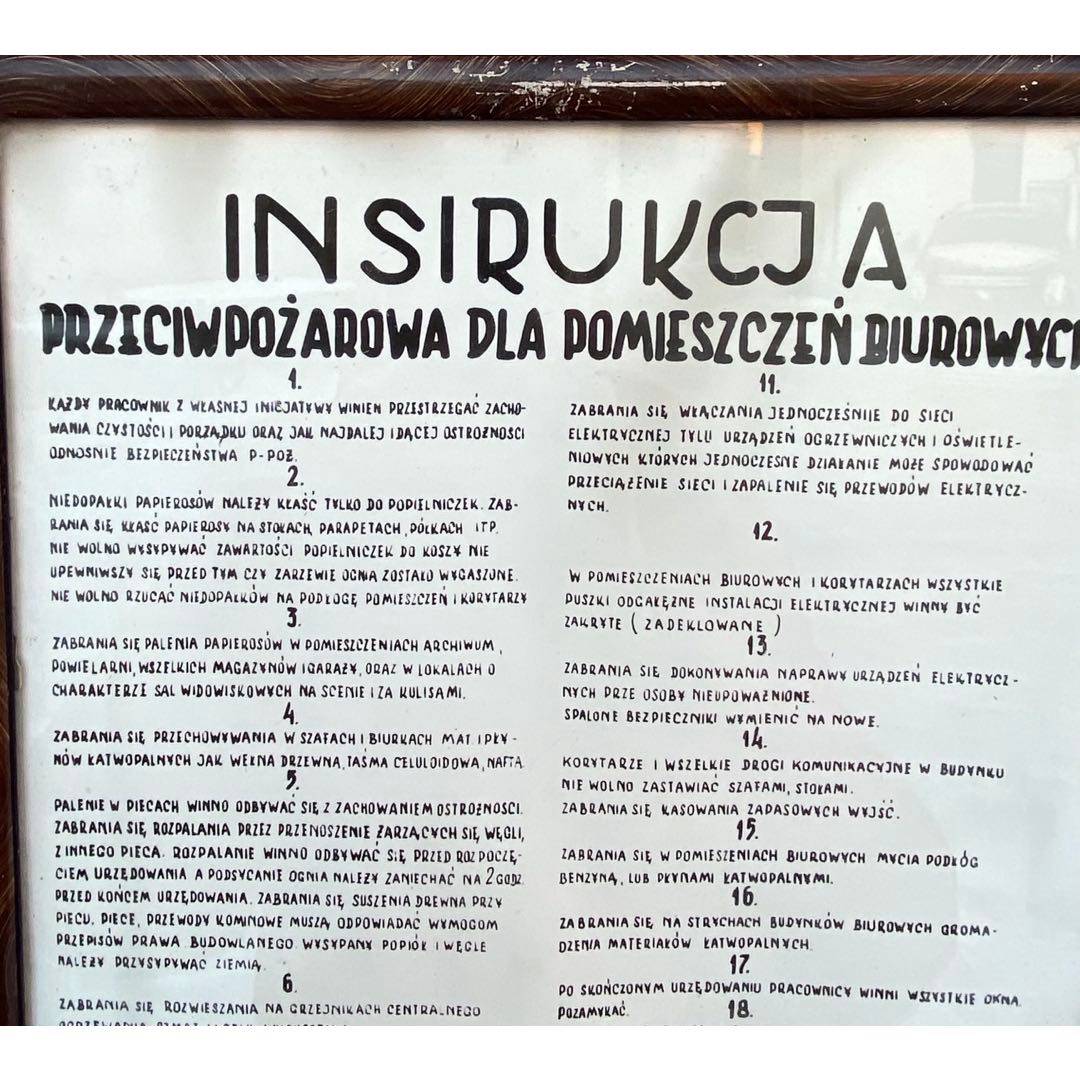 INSTRUKCJA
PRZECIWPOŻAROWA DLA POMIESZCZEŃ BIUROWYCH
1.
KAŻDY PRACOWNIK Z WŁASNEJ INICJATYWY WINIEN PRZESTRZEGAĆ ZACHO-
WANIA CZYSTOŚCI I PORZĄDKU ORAZ JAK NAJDALEJ IDĄCEJ OSTROŻNOŚCI
ODNOSNIE BEZPIECZEŃSTWA P-POŻ.
2.
NIEDOPAŁKI PAPIEROSÓW NALEŻY KŁAŚĆ TYLKO DO POPIELNICZEK. ZAB-
RANIA SIĘ KŁAŚĆ PAPIEROSY NA STOŁACH, PARAPETACH, PÓŁKACH ITP.
NIE WOLNO WYSYPYWAĆ ZAWARTOŚCI POPIELNICZEK DO KOSZY NIE
UPEWNIWSZY SIĘ PRZED TYM CZY ZARZEWIE OGNIA ZOSTAŁO WYGASZONE.
NIE WOLNO RZUCAĆ NIEDOPAŁKÓW NA PODŁOGĘ POMIESZCZEŃ I KORYTARZY
3.
ZABRANIA SIĘ PALENIA PAPIEROSÓW W POMIESZCZENIACH ARCHIWUM,
POWIELARNI, WSZELKICH MAGAZYNÓW I GARAŻY, ORAZ W LOKALACH O
CHARAKTERZE SAL WIDOWISKOWYCH NA SCENIE I ZA KULISAMI.
4.
ZABRANIA SIĘ PRZECHOWYWANIA W SZAFACH I BIURKACH MAT. I PŁY-
NÓW ŁATWOPALNYCH JAK WEŁNA DRZEWNA, TAŚMA CELULOIDOWA, NAFTA
5.
PALENIE W PIECACH WINNO ODBYWAĆ SIĘ Z ZACHOWANIEM OSTROŻNOŚCI.
ZABRANIA SIĘ ROZPALANIA PRZEZ PRZENOSZENIE ŻARZĄCYCH SIĘ WĘGLI,
Z INNEGO PIECA. ROZPALANIE WINNO ODBYWAĆ SIĘ PRZED ROZPOCZĘ-
CIEM URZĘDOWANIA A PODSYCANIE OGNIA NALEŻY ZANIECHAĆ NA 2 GODZ.
PRZED KOŃCEM URZĘDOWANIA. ZABRANIA SIĘ SUSZENIA DREWNA PRZY
PIECU. PIECE, PRZEWODY KOMINOWE MUSZĄ ODPOWIADAĆ WYMOGOM
PRZEPISÓW PRAWA BUDOWLANEGO. WYSYPANY POPIÓŁ I WĘGLE
NALEŻY PRZYSYPYWAĆ ZIEMIĄ.
6.
ZABRANIA SIĘ ROZWIESZANIA NA GRZEJNIKACH CENTRALNEGO
11.
ZABRANIA SIĘ WŁĄCZANIA JEDNOCZEŚNIIE DO SIECI
ELEKTRYCZNEJ TYLU URZĄDZEŃ OGRZEWNICZYCH I OŚWIETLE-
NIOWYCH KTÓRYCH JEDNOCZESNE DZIAŁANIE MOŻE SPOWODOWAĆ
PRZECIĄŻENIE SIECI I ZAPALENIE SIĘ PRZEWODÓW ELEKTRYCZ-
NYCH.
12.
W POMIESZCZENIACH BIUROWYCH I KORYTARZACH WSZYSTKIE
PUSZKI ODGAŁĘŹNE INSTALACJI ELEKTRYCZNEJ WINNY BYĆ
ZAKRYTE ( ZADEKLOWANE )
13.
ZABRANIA SIĘ DOKONYWANIA NAPRAWY URZĄDZEŃ ELEKTRYCZ-
NYCH PRZE OSOBY NIEUPOWAŻNIONE.
SPALONE BEZPIECZNIKI WYMIENIĆ NA NOWE.
14.
KORYTARZE I WSZELKIE DROGI KOMUNIKACYJNE W BUDYNKU
NIE WOLNO ZASTAWIAĆ SZAFAMI, STOŁAMI.
ZABRANIA SIĘ KASOWANIA ZAPASOWYCH WYJŚĆ.
15.
ZABRANIA SIĘ W POMIESZENIACH BIUROWYCH MYCIA PODŁÓG
BENZYNĄ, LUB PŁYNAMI ŁATWOPALNYMI.
16.
ZABRANIA SIĘ NA STRYCHACH BUDYNKÓW BIUROWYCH GROMA-
DZENIA MATERIAŁÓW ŁATWOPALNYCH.
17.
PO SKOŃCZONYM URZĘDOWANIU PRACOWNICY WINNI WSZYSTKIE OKNA
POZAMYKAĆ.
18.